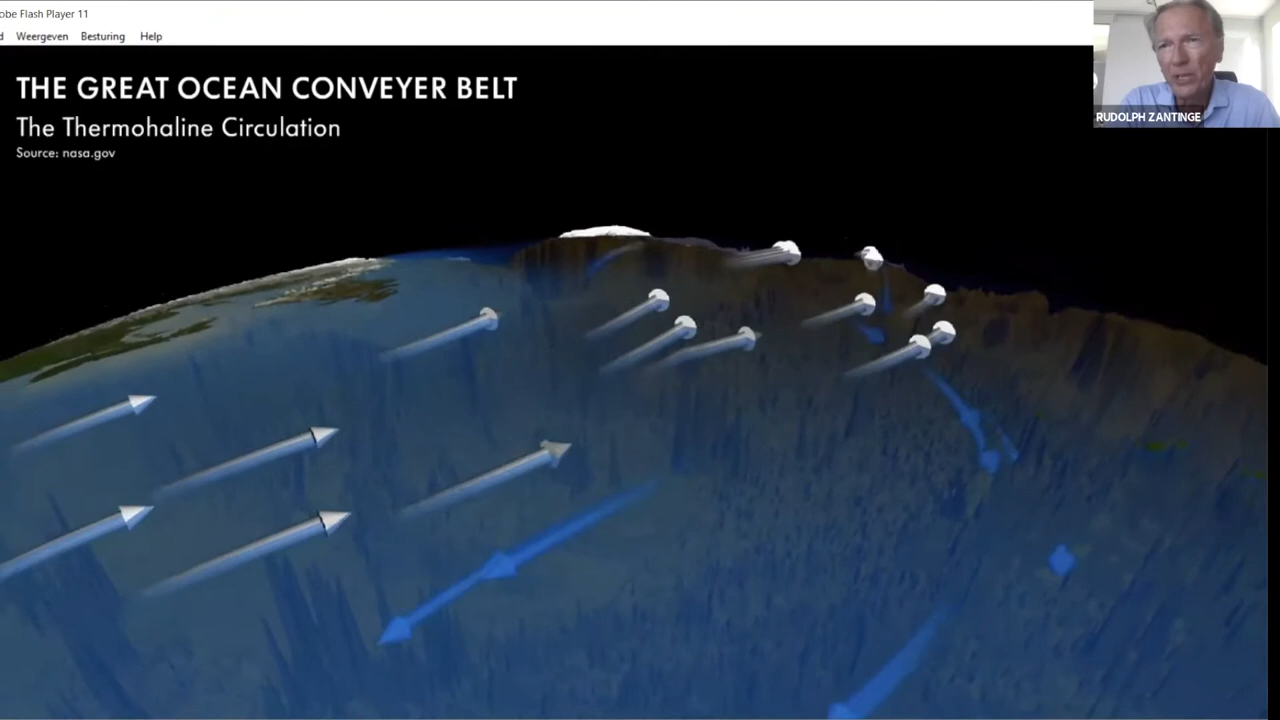 obe Flash Player 11
d Weergeven Besturing Help
THE GREAT OCEAN CONVEYER BELT
The Thermohaline Circulation
Source: nasa.gov
RUDOLPH ZANTINGE